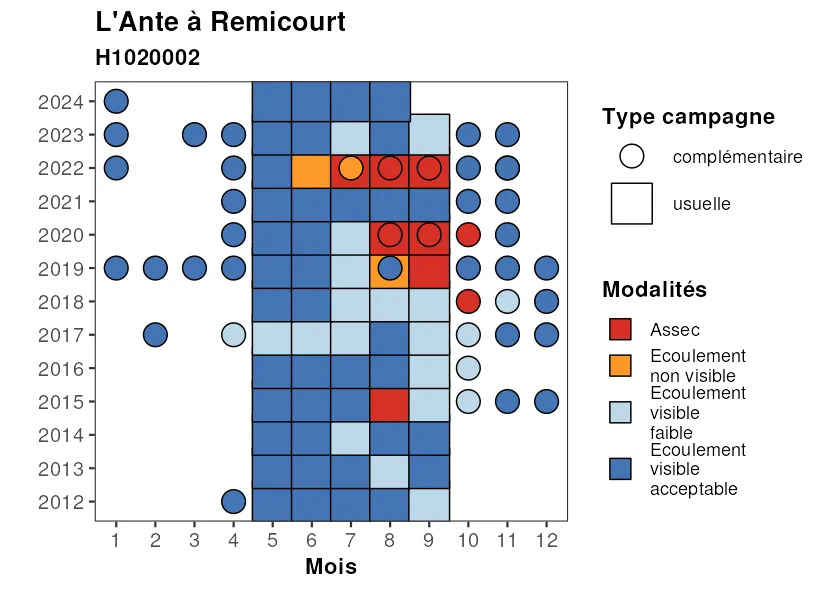 L'Ante à Remicourt
H1020002
2024
2023
2022
2021
2020
2019
2018
2017
2016
2015
2014
2013
2012
1 2 3 4 5 6 7 8 9 10 11 12
Mois
Type campagne
complémentaire
usuelle
Modalités
Assec
Ecoulement
non visible
Ecoulement
visible
faible
Ecoulement
visible
acceptable